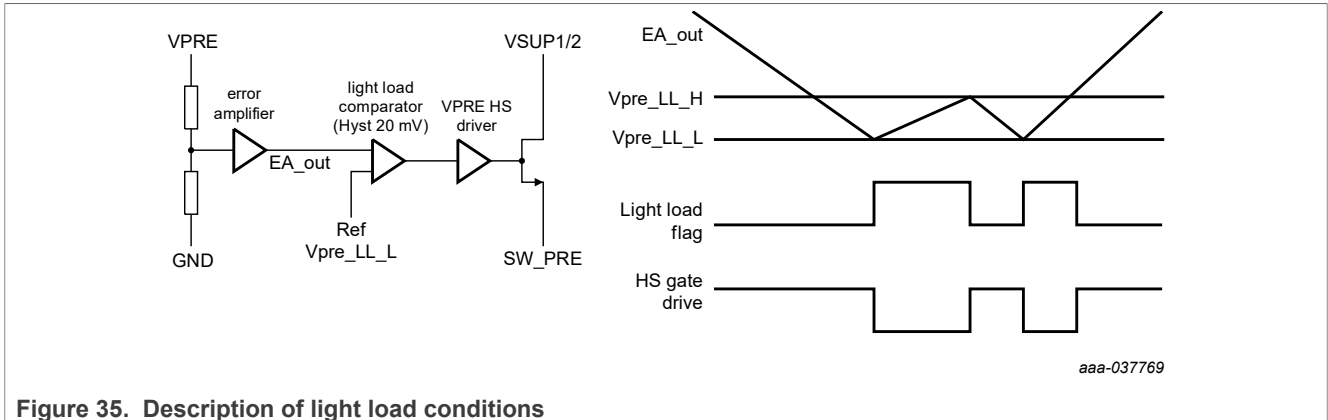 VPRE
error
amplifier
EA_out
GND
light load
comparator
(Hyst 20 mV)
Ref
Vpre_LL_L
VPRE HS
driver
VSUP1/2
SW_PRE
EA_out
Vpre_LL_H
Vpre_LL_L
Light load
flag
HS gate
drive
aaa-037769
Figure 35. Description of light load conditions